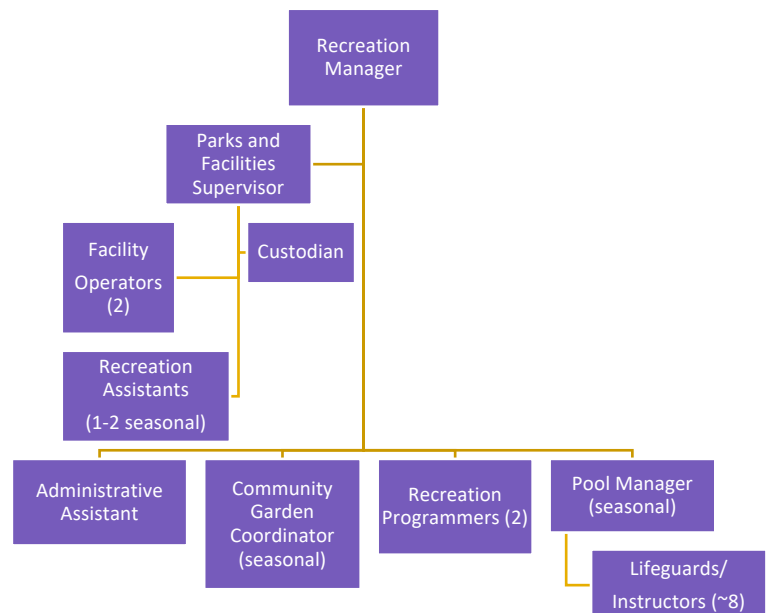 Recreation
Manager
Parks and
Facilities
Supervisor
Facility
Operators
(2)
Custodian
Recreation
Assistants
(1-2 seasonal)
Administrative
Assistant
Community
Garden
Coordinator
(seasonal)
Recreation
Programmers (2)
Pool Manager
(seasonal)
Lifeguards/
Instructors (~8)